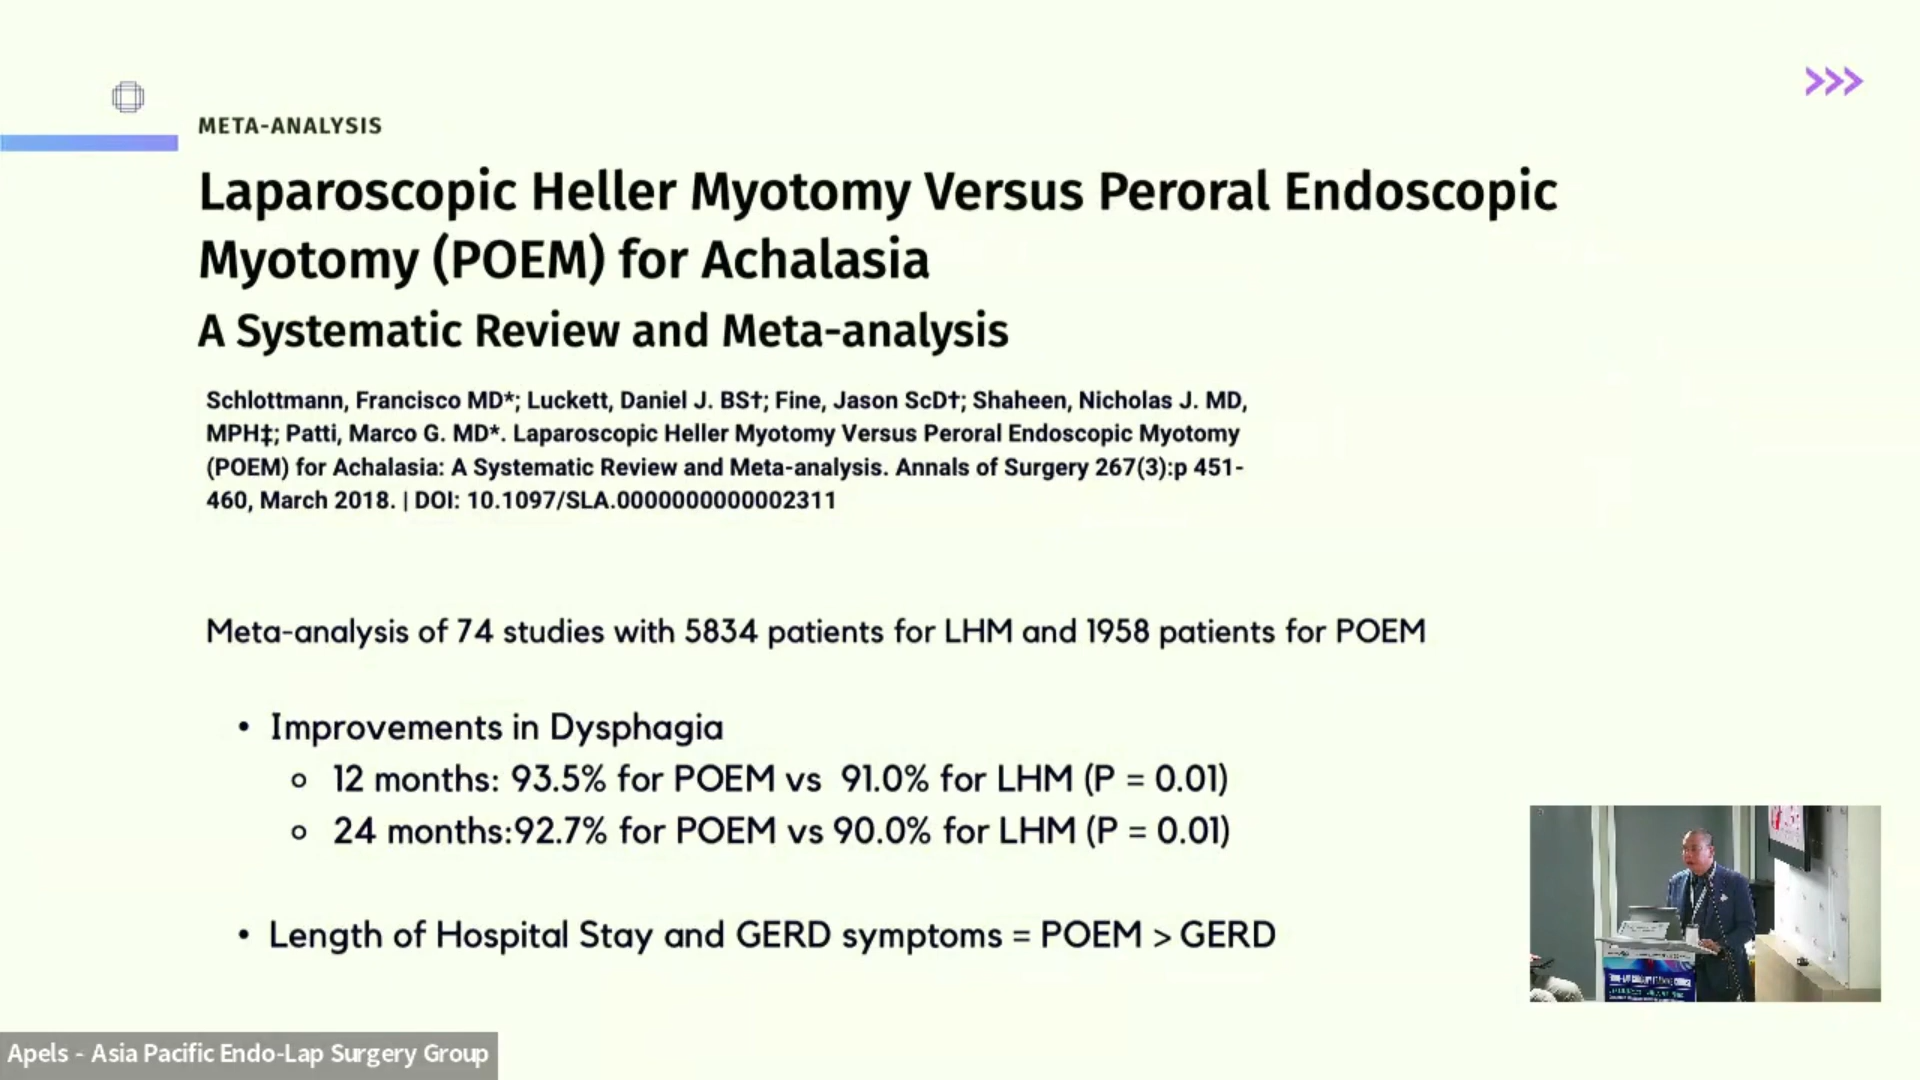 META-ANALYSIS
Laparoscopic Heller Myotomy Versus Peroral Endoscopic
Myotomy (POEM) for Achalasia
A Systematic Review and Meta-analysis
Schlottmann, Francisco MD*; Luckett, Daniel J. BS†; Fine, Jason ScD†; Shaheen, Nicholas J. MD,
MPH‡; Patti, Marco G. MD*. Laparoscopic Heller Myotomy Versus Peroral Endoscopic Myotomy
(POEM) for Achalasia: A Systematic Review and Meta-analysis. Annals of Surgery 267(3):p 451-
460, March 2018. | DOI: 10.1097/SLA.0000000000002311
Meta-analysis of 74 studies with 5834 patients for LHM and 1958 patients for POEM
• Improvements in Dysphagia
○ 12 months: 93.5% for POEM vs 91.0% for LHM (P = 0.01)
○ 24 months:92.7% for POEM vs 90.0% for LHM (P = 0.01)
• Length of Hospital Stay and GERD symptoms = POEM > GERD
Apels - Asia Pacific Endo-Lap Surgery Group